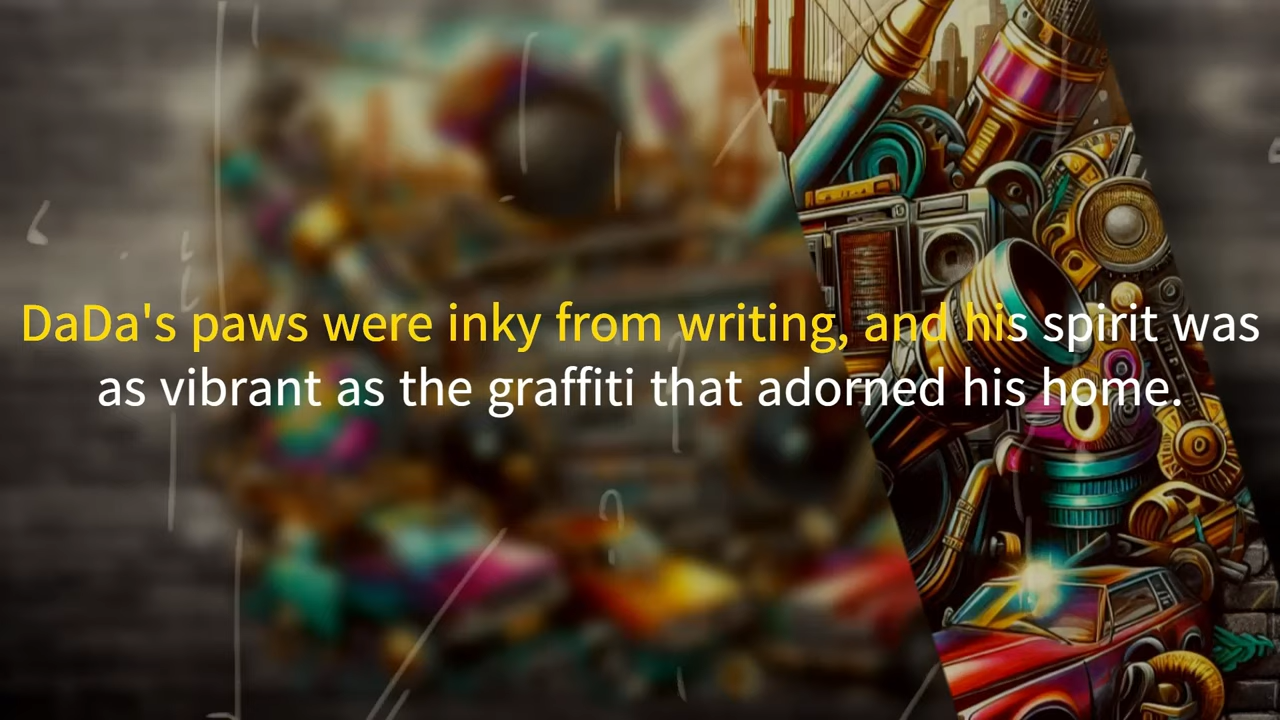 DaDa's paws were inky from writing, and his spirit was
as vibrant as the graffiti that adorned his home.